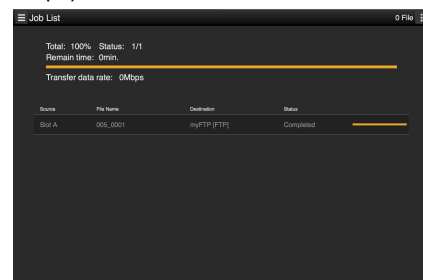 Job List
0 File
Total: 100% Status: 1/1
Remain time: 0min.
Transfer data rate: 0Mbps
Source File Name Destination Status
Slot A 005_0001 myFTP [FTP] Completed